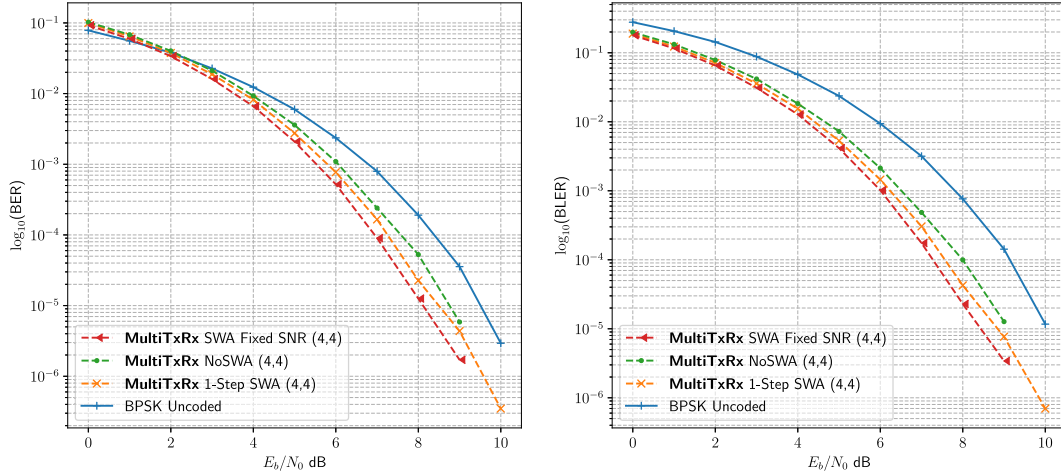 10⁻¹
10⁻²
10⁻³
10⁻⁴
10⁻⁵
10⁻⁶
log₁₀(BER)
0 2 4 6 8 10
E_b/N_0 dB
MultiTxRx SWA Fixed SNR (4,4)
MultiTxRx NoSWA (4,4)
MultiTxRx 1-Step SWA (4,4)
BPSK Uncoded
10⁻¹
10⁻²
10⁻³
10⁻⁴
10⁻⁵
10⁻⁶
log₁₀(BLER)
0 2 4 6 8 10
E_b/N_0 dB
MultiTxRx SWA Fixed SNR (4,4)
MultiTxRx NoSWA (4,4)
MultiTxRx 1-Step SWA (4,4)
BPSK Uncoded